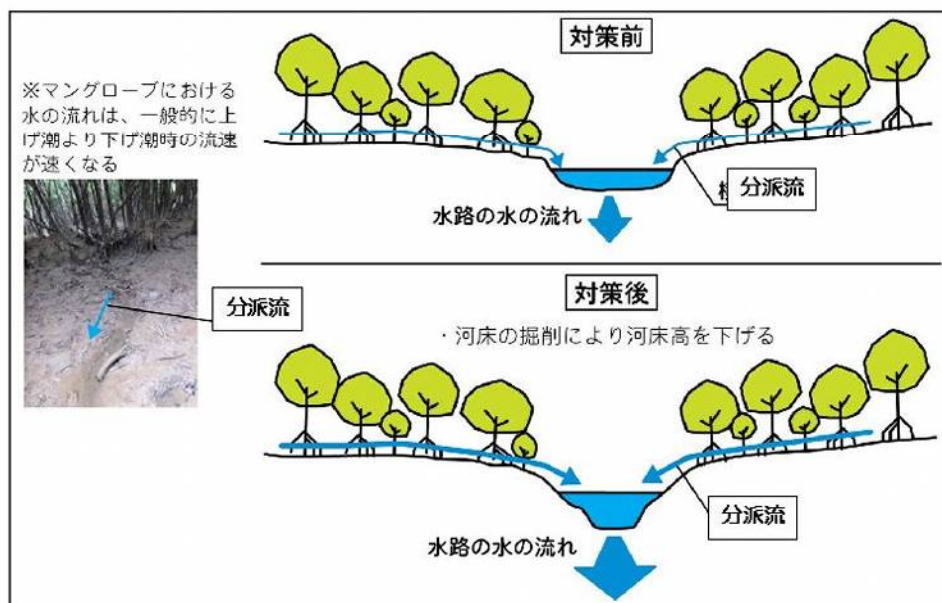 ※マングローブにおける
水の流れは、一般的に上
げ潮より下げ潮時の流速
が速くなる
分派流
対策前
分派流
水路の水の流れ
対策後
・河床の掘削により河床高を下げる
分派流
水路の水の流れ